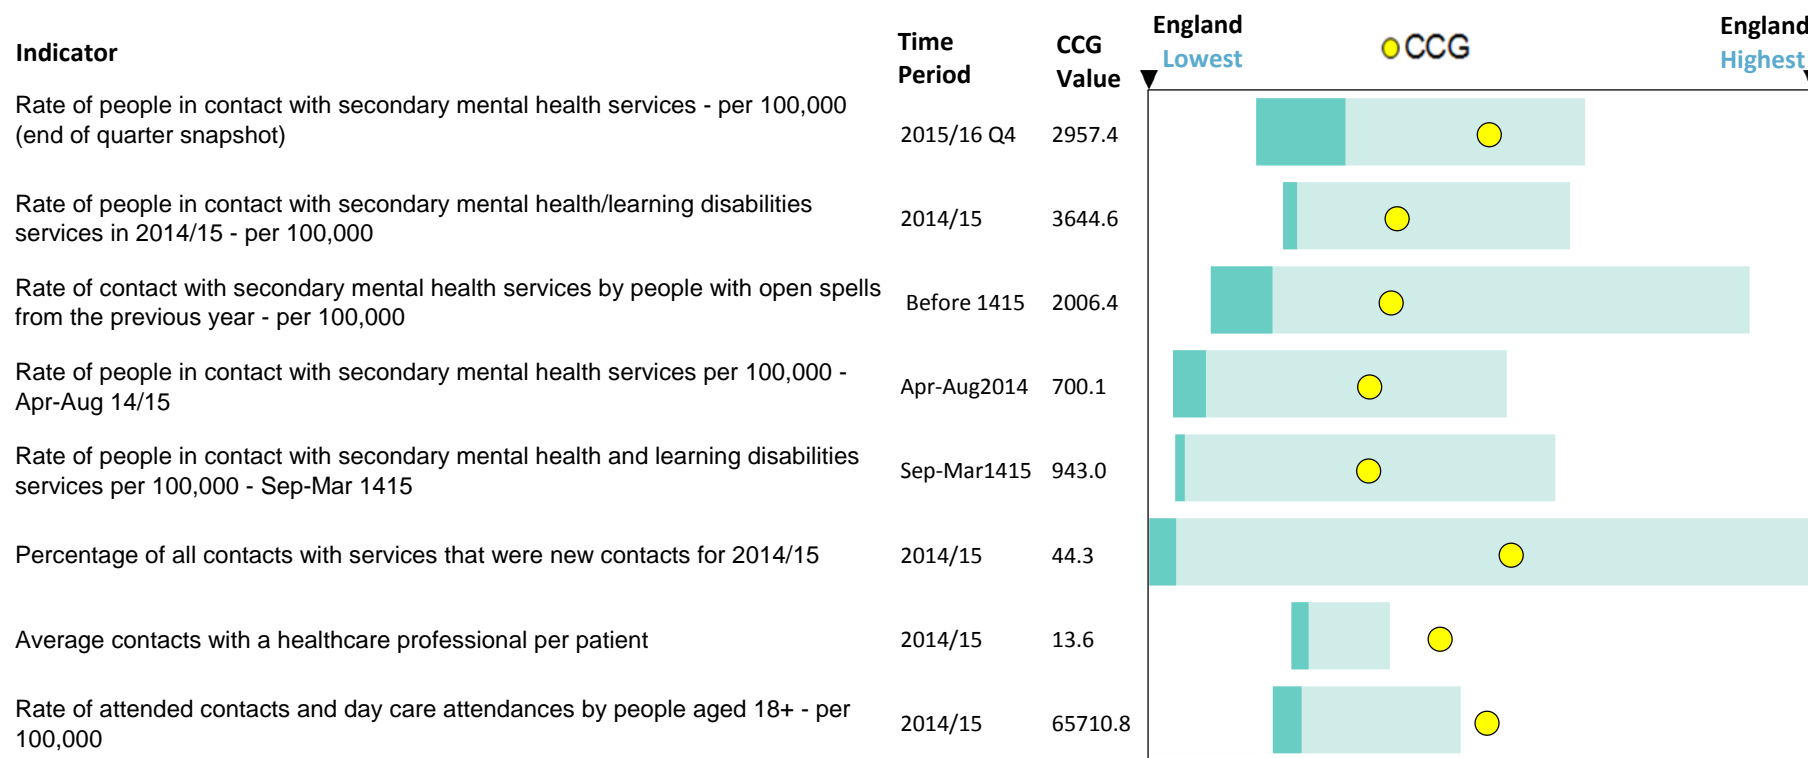 Indicator
Time
Period
CCG
Value
England
Lowest
CCG
England
Highest
Rate of people in contact with secondary mental health services - per 100,000
(end of quarter snapshot)
2015/16 Q4
2957.4
Rate of people in contact with secondary mental health/learning disabilities
services in 2014/15 - per 100,000
2014/15
3644.6
Rate of contact with secondary mental health services by people with open spells
from the previous year - per 100,000
Before 1415
2006.4
Rate of people in contact with secondary mental health services per 100,000 -
Apr-Aug 14/15
Apr-Aug2014
700.1
Rate of people in contact with secondary mental health and learning disabilities
services per 100,000 - Sep-Mar 1415
Sep-Mar1415
943.0
Percentage of all contacts with services that were new contacts for 2014/15
2014/15
44.3
Average contacts with a healthcare professional per patient
2014/15
13.6
Rate of attended contacts and day care attendances by people aged 18+ - per
100,000
2014/15
65710.8